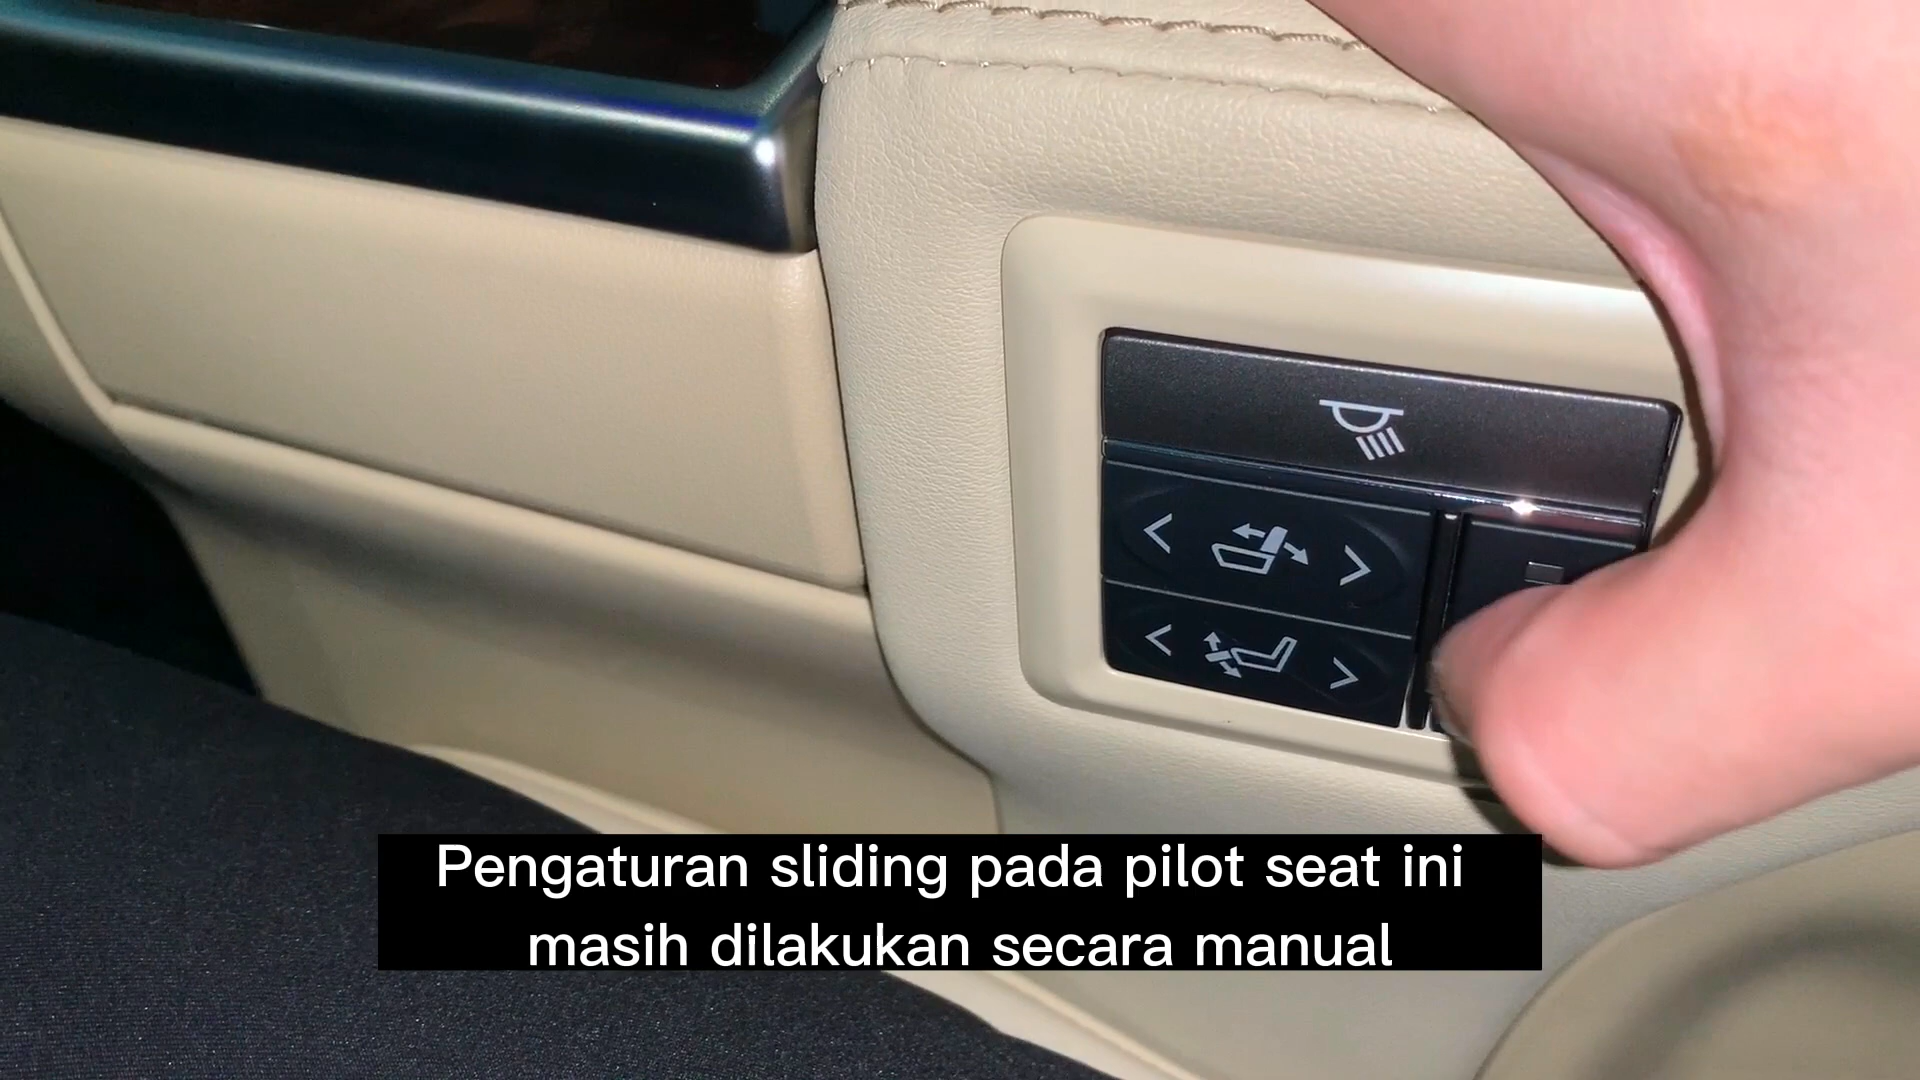 Pengaturan sliding pada pilot seat ini
masih dilakukan secara manual